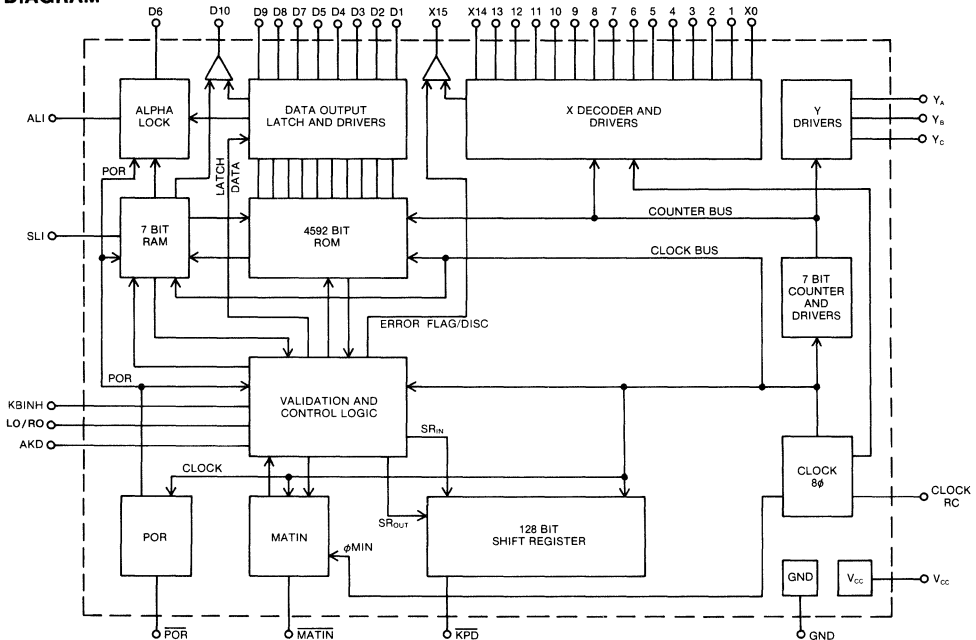 DIAGRAM
D6 D10 D9 D8 D7 D5 D4 D3 D2 D1 X15 X14 13 12 11 10 9 8 7 6 5 4 3 2 1 X0
ALI
ALPHA
LOCK
DATA OUTPUT
LATCH AND DRIVERS
X DECODER AND
DRIVERS
Y
DRIVERS
YA
YB
YC
POR
LATCH
DATA
SLI
7 BIT
RAM
4592 BIT
ROM
COUNTER BUS
CLOCK BUS
7 BIT
COUNTER
AND
DRIVERS
ERROR FLAG/DISC
POR
KBINH
LO/RO
AKD
VALIDATION AND
CONTROL LOGIC
SRIN
CLOCK
CLOCK
8ϕ
CLOCK
RC
POR
MATIN
SROUT
128 BIT
SHIFT REGISTER
ϕMIN
GND
VCC
VCC
P̅O̅R̅
M̅A̅T̅I̅N̅
K̅P̅D̅
GND